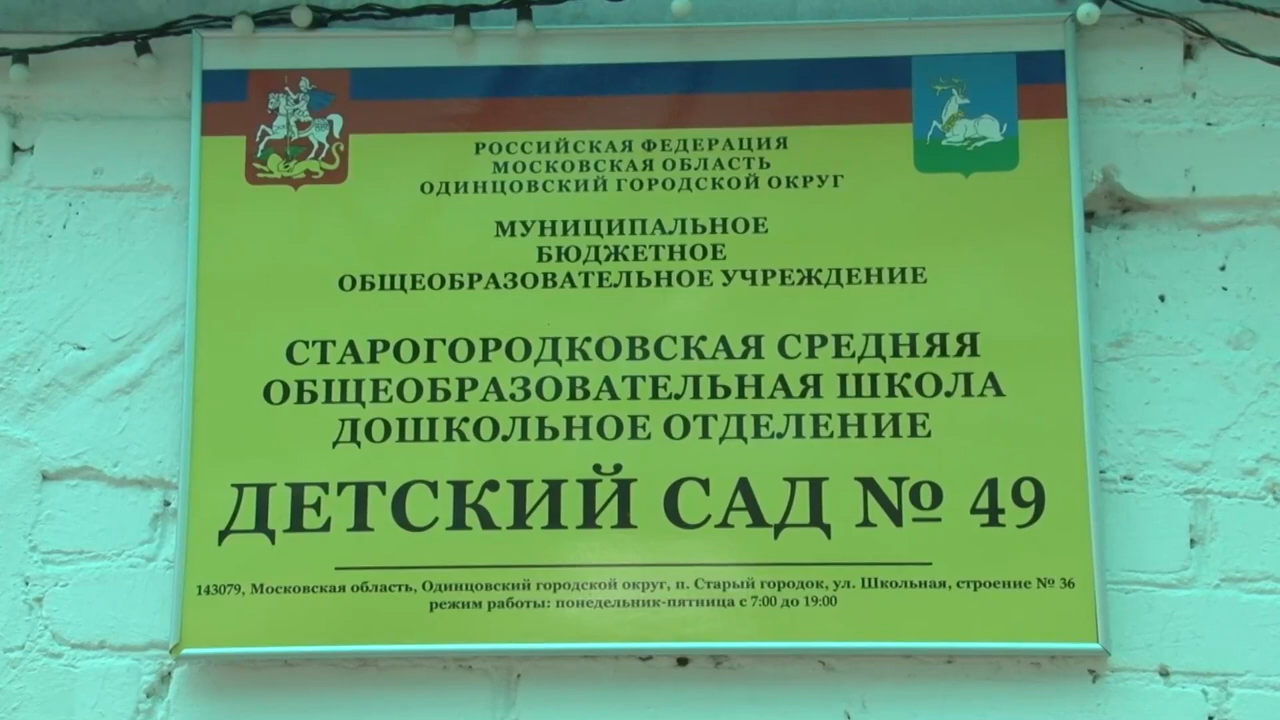 РОССИЙСКАЯ ФЕДЕРАЦИЯ
МОСКОВСКАЯ ОБЛАСТЬ
ОДИНЦОВСКИЙ ГОРОДСКОЙ ОКРУГ
МУНИЦИПАЛЬНОЕ
БЮДЖЕТНОЕ
ОБЩЕОБРАЗОВАТЕЛЬНОЕ УЧРЕЖДЕНИЕ
СТАРОГОРОДКОВСКАЯ СРЕДНЯЯ
ОБЩЕОБРАЗОВАТЕЛЬНАЯ ШКОЛА
ДОШКОЛЬНОЕ ОТДЕЛЕНИЕ
ДЕТСКИЙ САД № 49
143079, Московская область, Одинцовский городской округ, п. Старый городок, ул. Школьная, строение № 36
режим работы: понедельник-пятница с 7:00 до 19:00